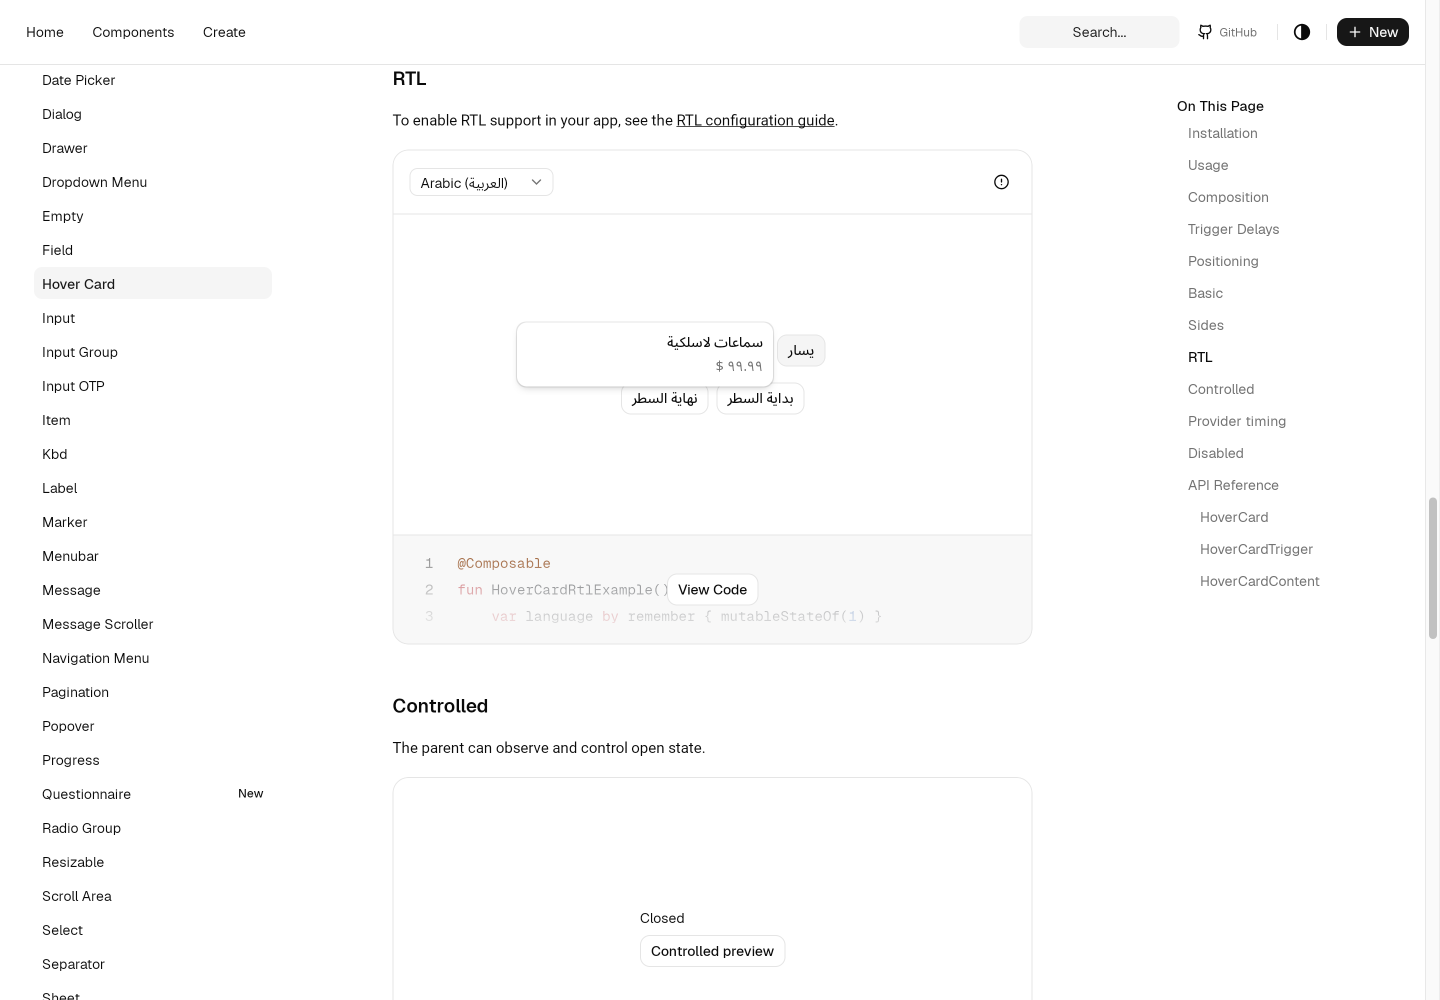 Home
Components
Create
Search...
GitHub
New
Date Picker
Dialog
Drawer
Dropdown Menu
Empty
Field
Hover Card
Input
Input Group
Input OTP
Item
Kbd
Label
Marker
Menubar
Message
Message Scroller
Navigation Menu
Pagination
Popover
Progress
Questionnaire New
Radio Group
Resizable
Scroll Area
Select
Separator
Sheet
RTL
To enable RTL support in your app, see the RTL configuration guide.
Arabic (العربية)
سماعات لاسلكية
٩٩.٩٩ $
يسار
بداية السطر
نهاية السطر
1 @Composable
2 fun HoverCardRtlExample()
View Code
3 var language by remember { mutableStateOf(1) }
Controlled
The parent can observe and control open state.
Closed
Controlled preview
On This Page
Installation
Usage
Composition
Trigger Delays
Positioning
Basic
Sides
RTL
Controlled
Provider timing
Disabled
API Reference
HoverCard
HoverCardTrigger
HoverCardContent